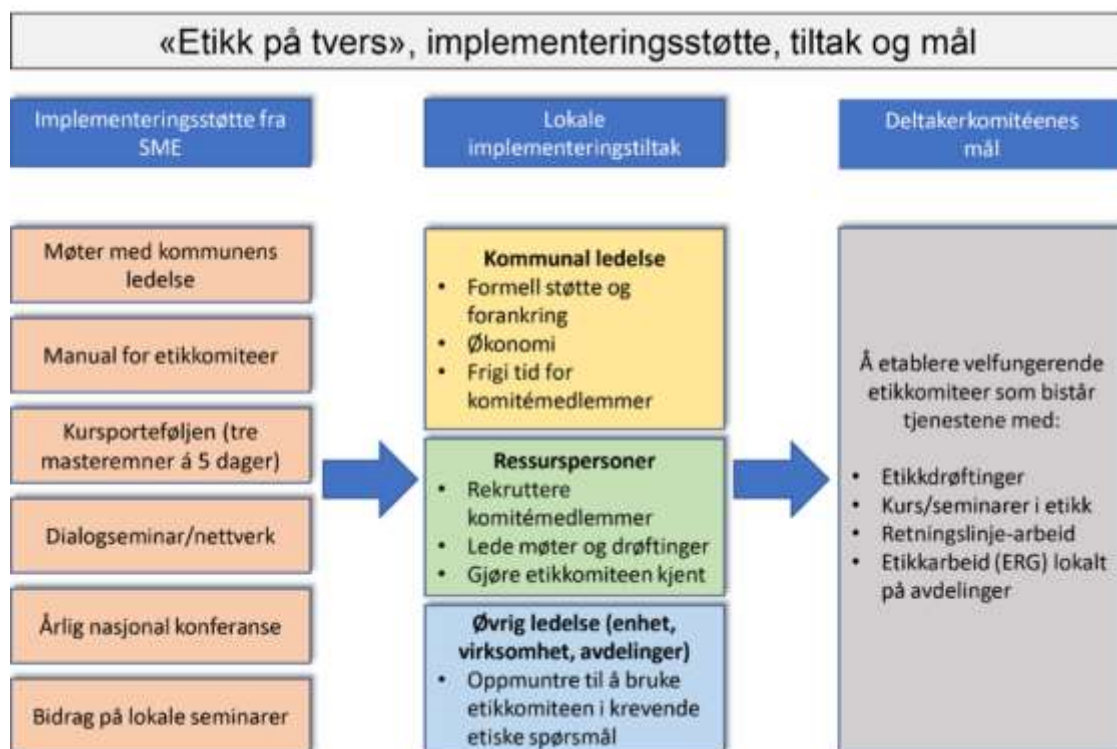 «Etikk på tvers», implementeringsstøtte, tiltak og mål
Implementeringsstøtte fra
SME
Møter med kommunens
ledelse
Manual for etikkomiteer
Kursporteføljen (tre
masteremner á 5 dager)
Dialogseminar/nettverk
Årlig nasjonal konferanse
Bidrag på lokale seminarer
Lokale
implementeringstiltak
Kommunal ledelse
• Formell støtte og
forankring
• Økonomi
• Frigi tid for
komitémedlemmer
Ressurspersoner
• Rekruttere
komitémedlemmer
• Lede møter og drøftinger
• Gjøre etikkomiteen kjent
Øvrig ledelse (enhet,
virksomhet, avdelinger)
• Oppmuntre til å bruke
etikkomiteen i krevende
etiske spørsmål
Deltakerkomitéenes
mål
Å etablere velfungerende
etikkomiteer som bistår
tjenestene med:
• Etikkdrøftinger
• Kurs/seminarer i etikk
• Retningslinje-arbeid
• Etikkarbeid (ERG) lokalt
på avdelinger